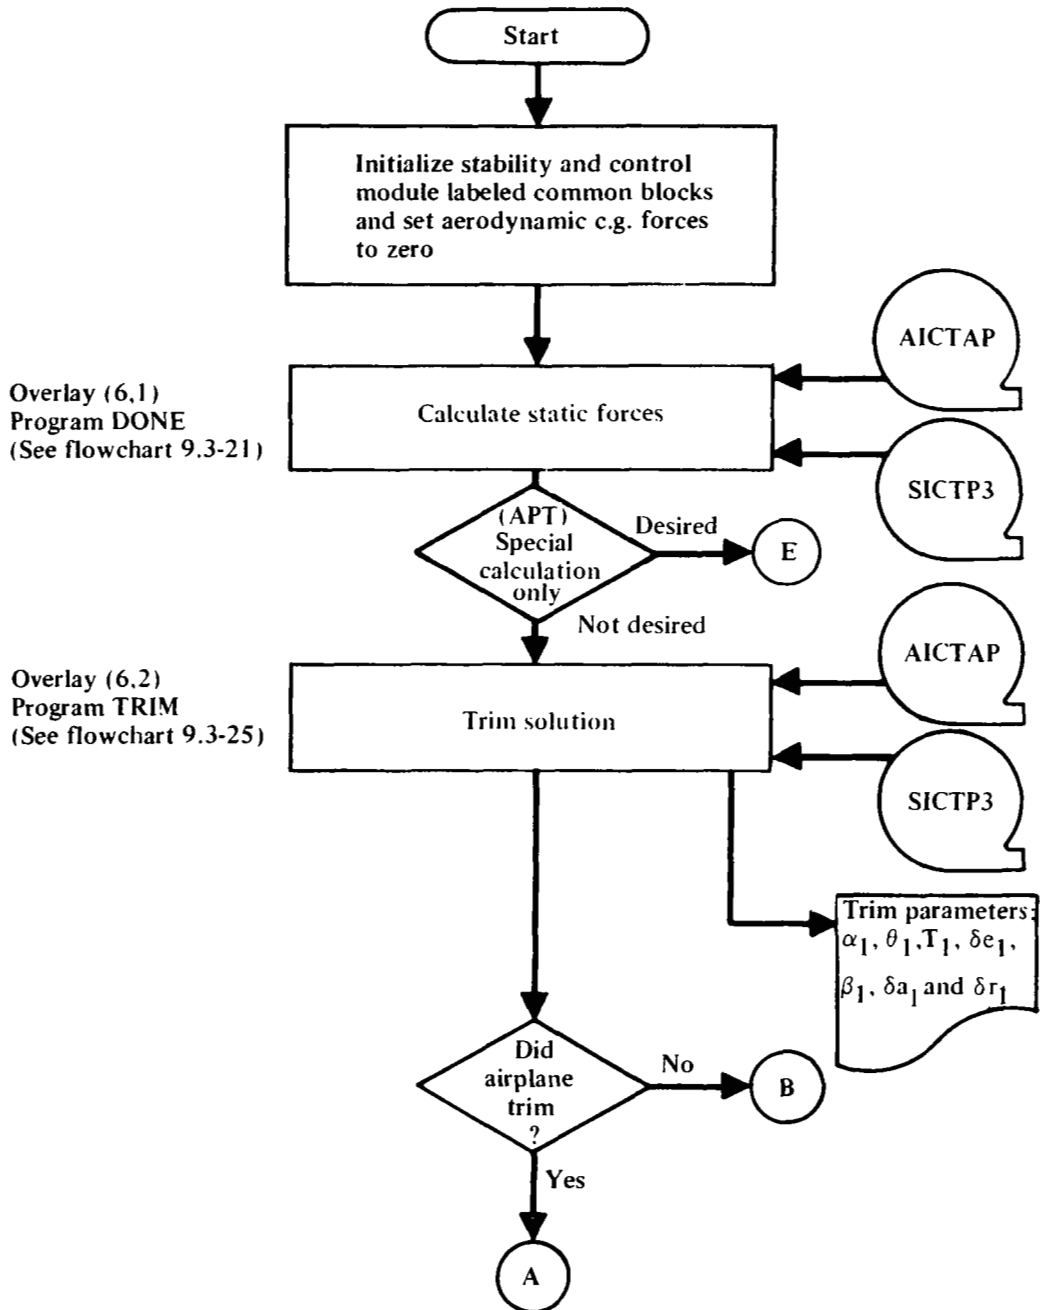 Start
Initialize stability and control
module labeled common blocks
and set aerodynamic c.g. forces
to zero
AICTAP
Overlay (6,1)
Program DONE
(See flowchart 9.3-21)
Calculate static forces
SICTP3
(APT)
Special
calculation
only
Desired
E
Not desired
AICTAP
Overlay (6,2)
Program TRIM
(See flowchart 9.3-25)
Trim solution
SICTP3
Trim parameters:
α₁, θ₁, T₁, δe₁,
β₁, δa₁ and δr₁
Did
airplane
trim
?
No
B
Yes
A